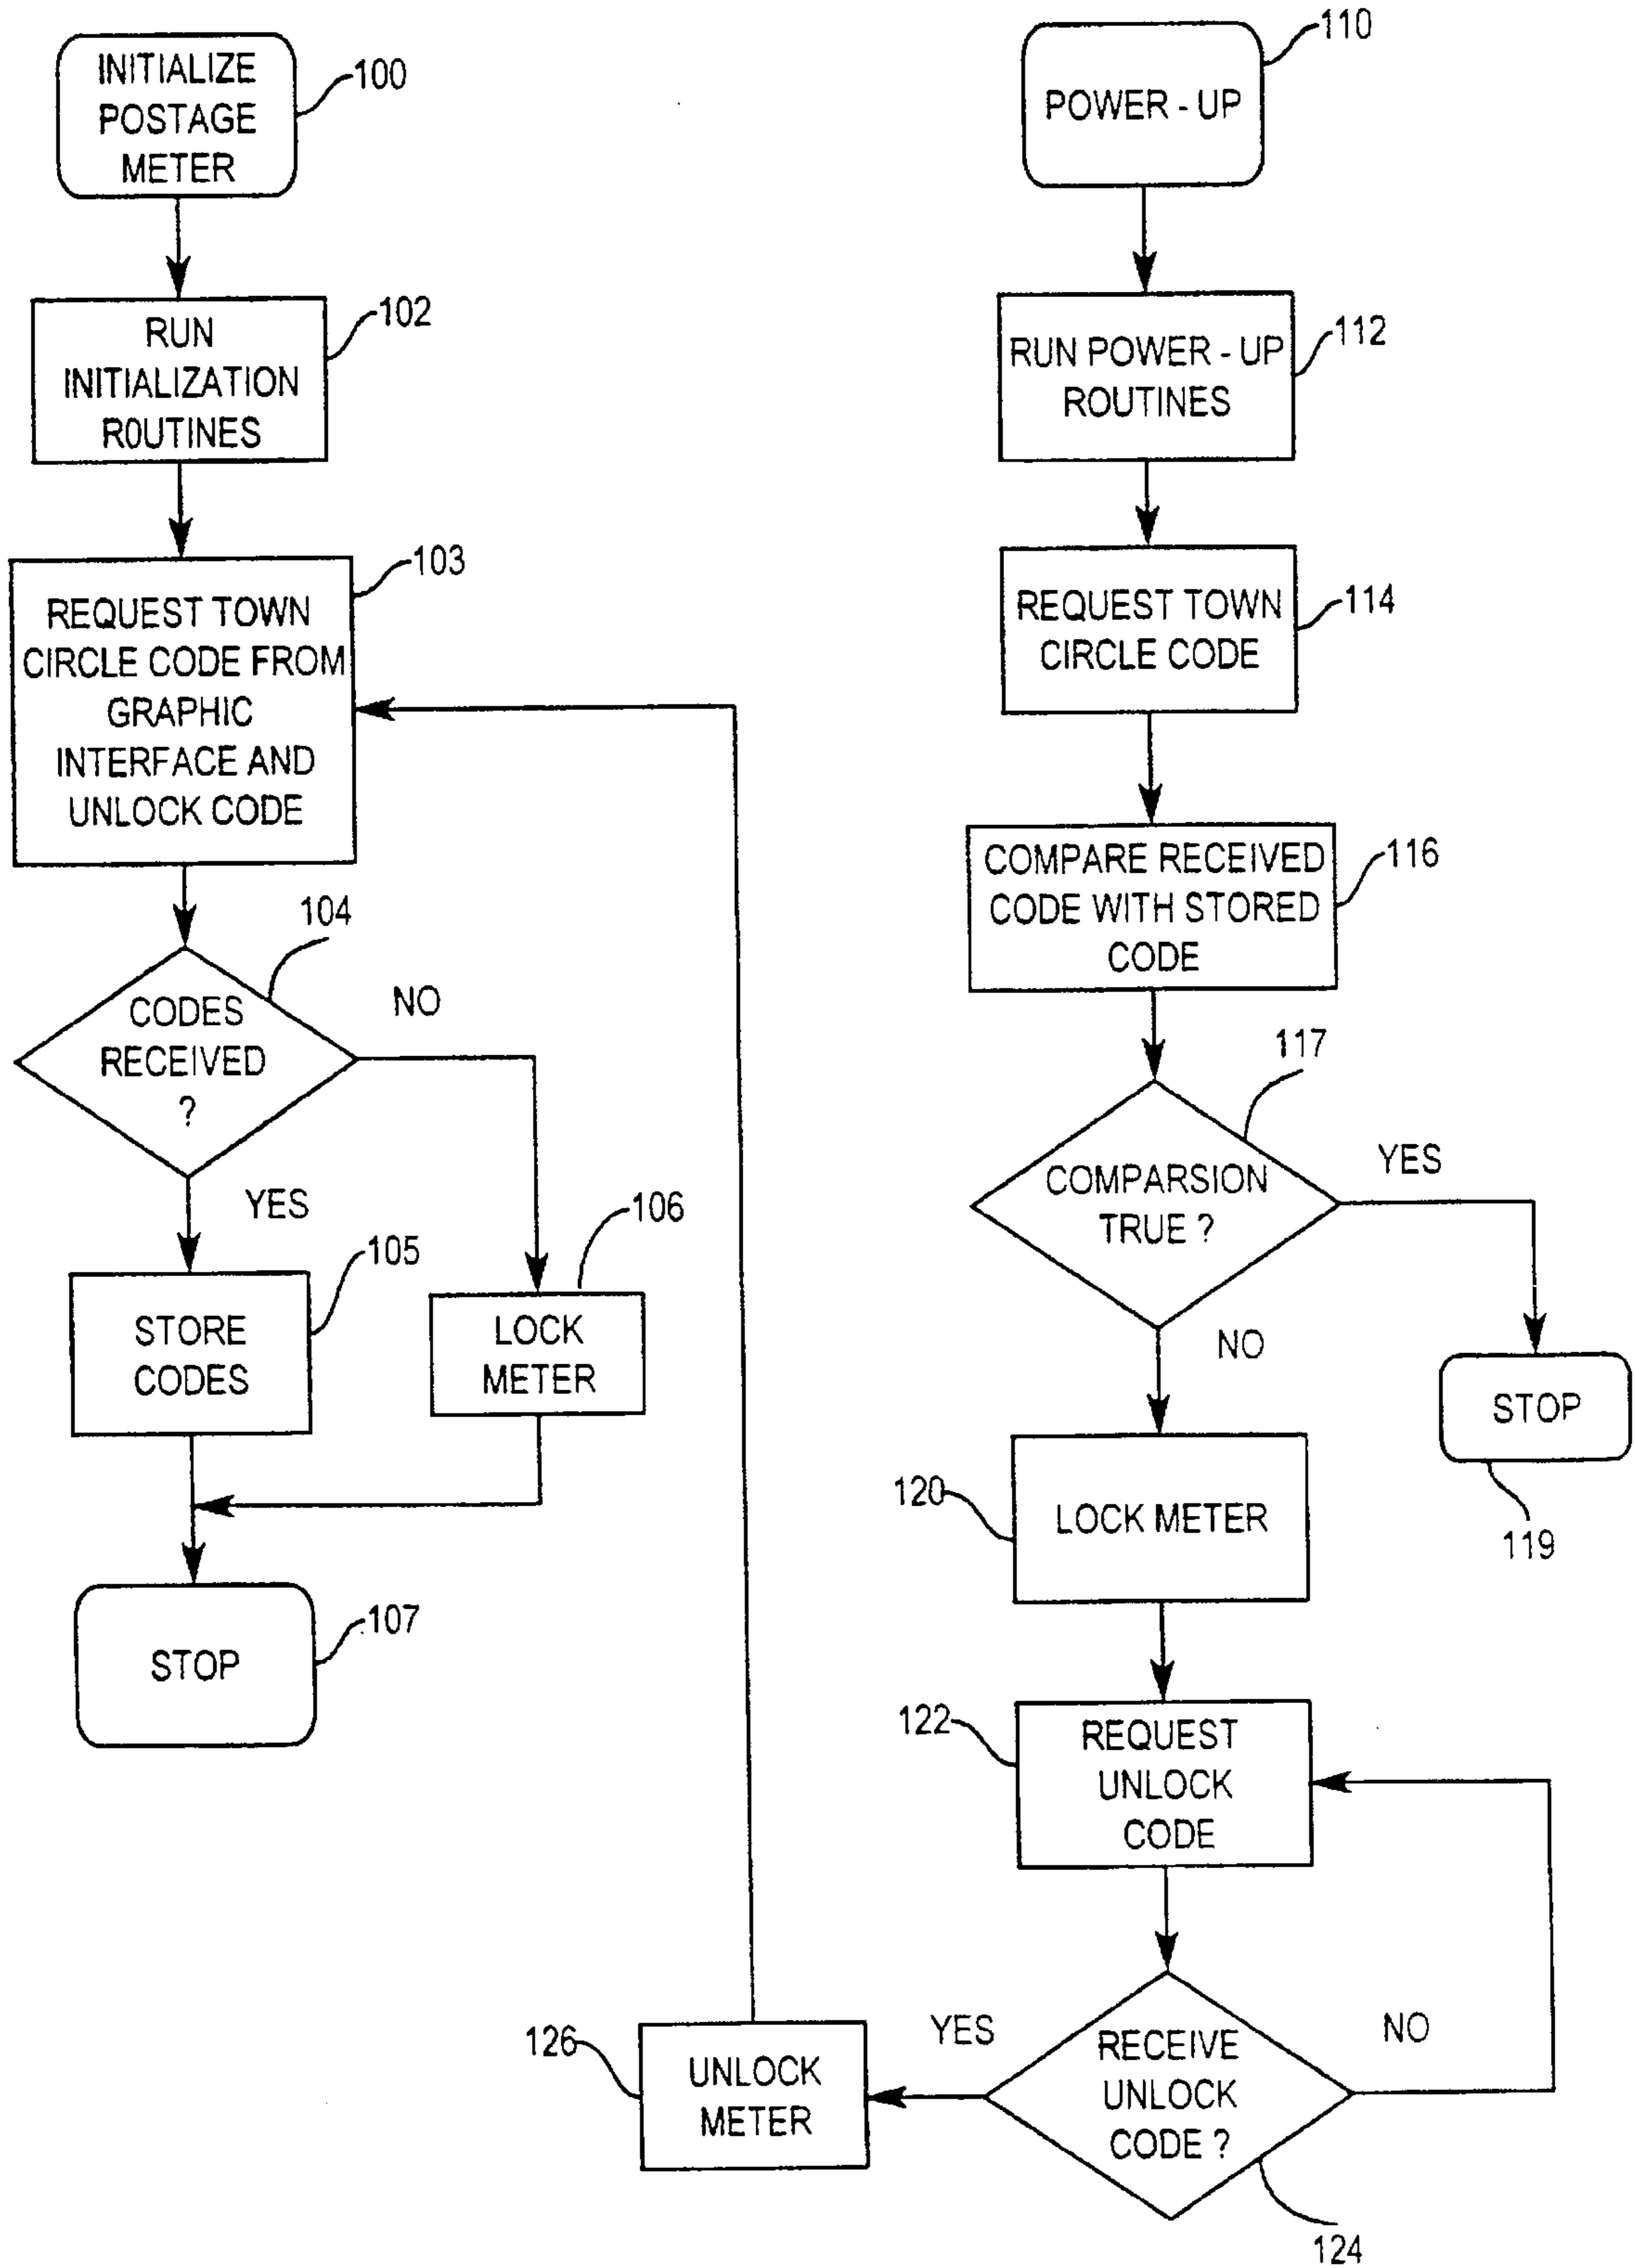 INITIALIZE
POSTAGE
METER
100
RUN
INITIALIZATION
ROUTINES
102
REQUEST TOWN
CIRCLE CODE FROM
GRAPHIC
INTERFACE AND
UNLOCK CODE
103
104
CODES
RECEIVED
?
NO
YES
STORE
CODES
105
LOCK
METER
106
STOP
107
POWER - UP
110
RUN POWER - UP
ROUTINES
112
REQUEST TOWN
CIRCLE CODE
114
COMPARE RECEIVED
CODE WITH STORED
CODE
116
117
COMPARSION
TRUE ?
YES
NO
STOP
119
120
LOCK METER
122
REQUEST
UNLOCK
CODE
RECEIVE
UNLOCK
CODE ?
YES
NO
124
126
UNLOCK
METER